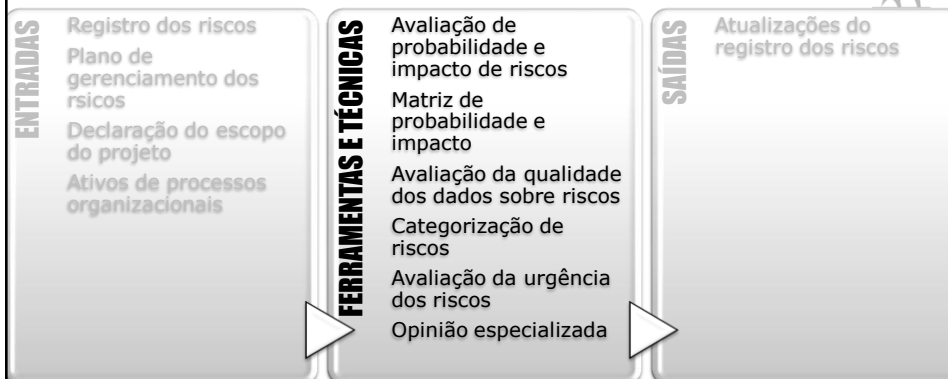 ENTRADAS
Registro dos riscos
Plano de
gerenciamento dos
rsicos
Declaração do escopo
do projeto
Ativos de processos
organizacionais
FERRAMENTAS E TÉCNICAS
Avaliação de
probabilidade e
impacto de riscos
Matriz de
probabilidade e
impacto
Avaliação da qualidade
dos dados sobre riscos
Categorização de
riscos
Avaliação da urgência
dos riscos
Opinião especializada
SAÍDAS
Atualizações do
registro dos riscos